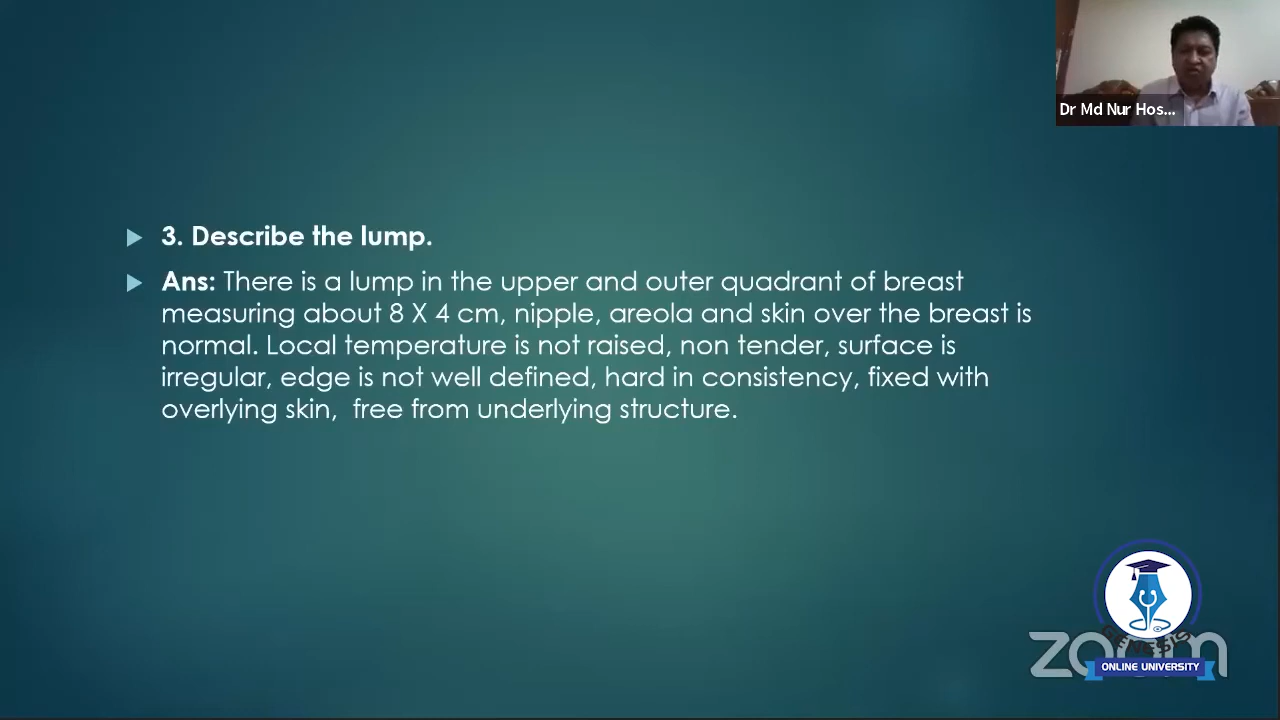 Dr Md Nur Hos...
3. Describe the lump.
Ans: There is a lump in the upper and outer quadrant of breast
measuring about 8 X 4 cm, nipple, areola and skin over the breast is
normal. Local temperature is not raised, non tender, surface is
irregular, edge is not well defined, hard in consistency, fixed with
overlying skin,  free from underlying structure.
zoom
GENESIS
ONLINE UNIVERSITY